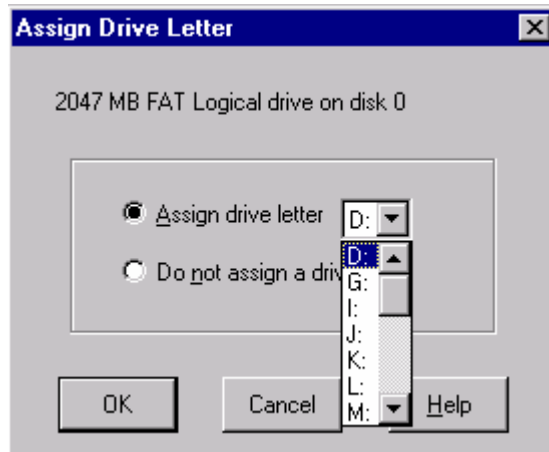 Assign Drive Letter
2047 MB FAT Logical drive on disk 0
Assign drive letter D:
Do not assign a
D:
G:
I:
J:
K:
L:
M:
OK Cancel Help